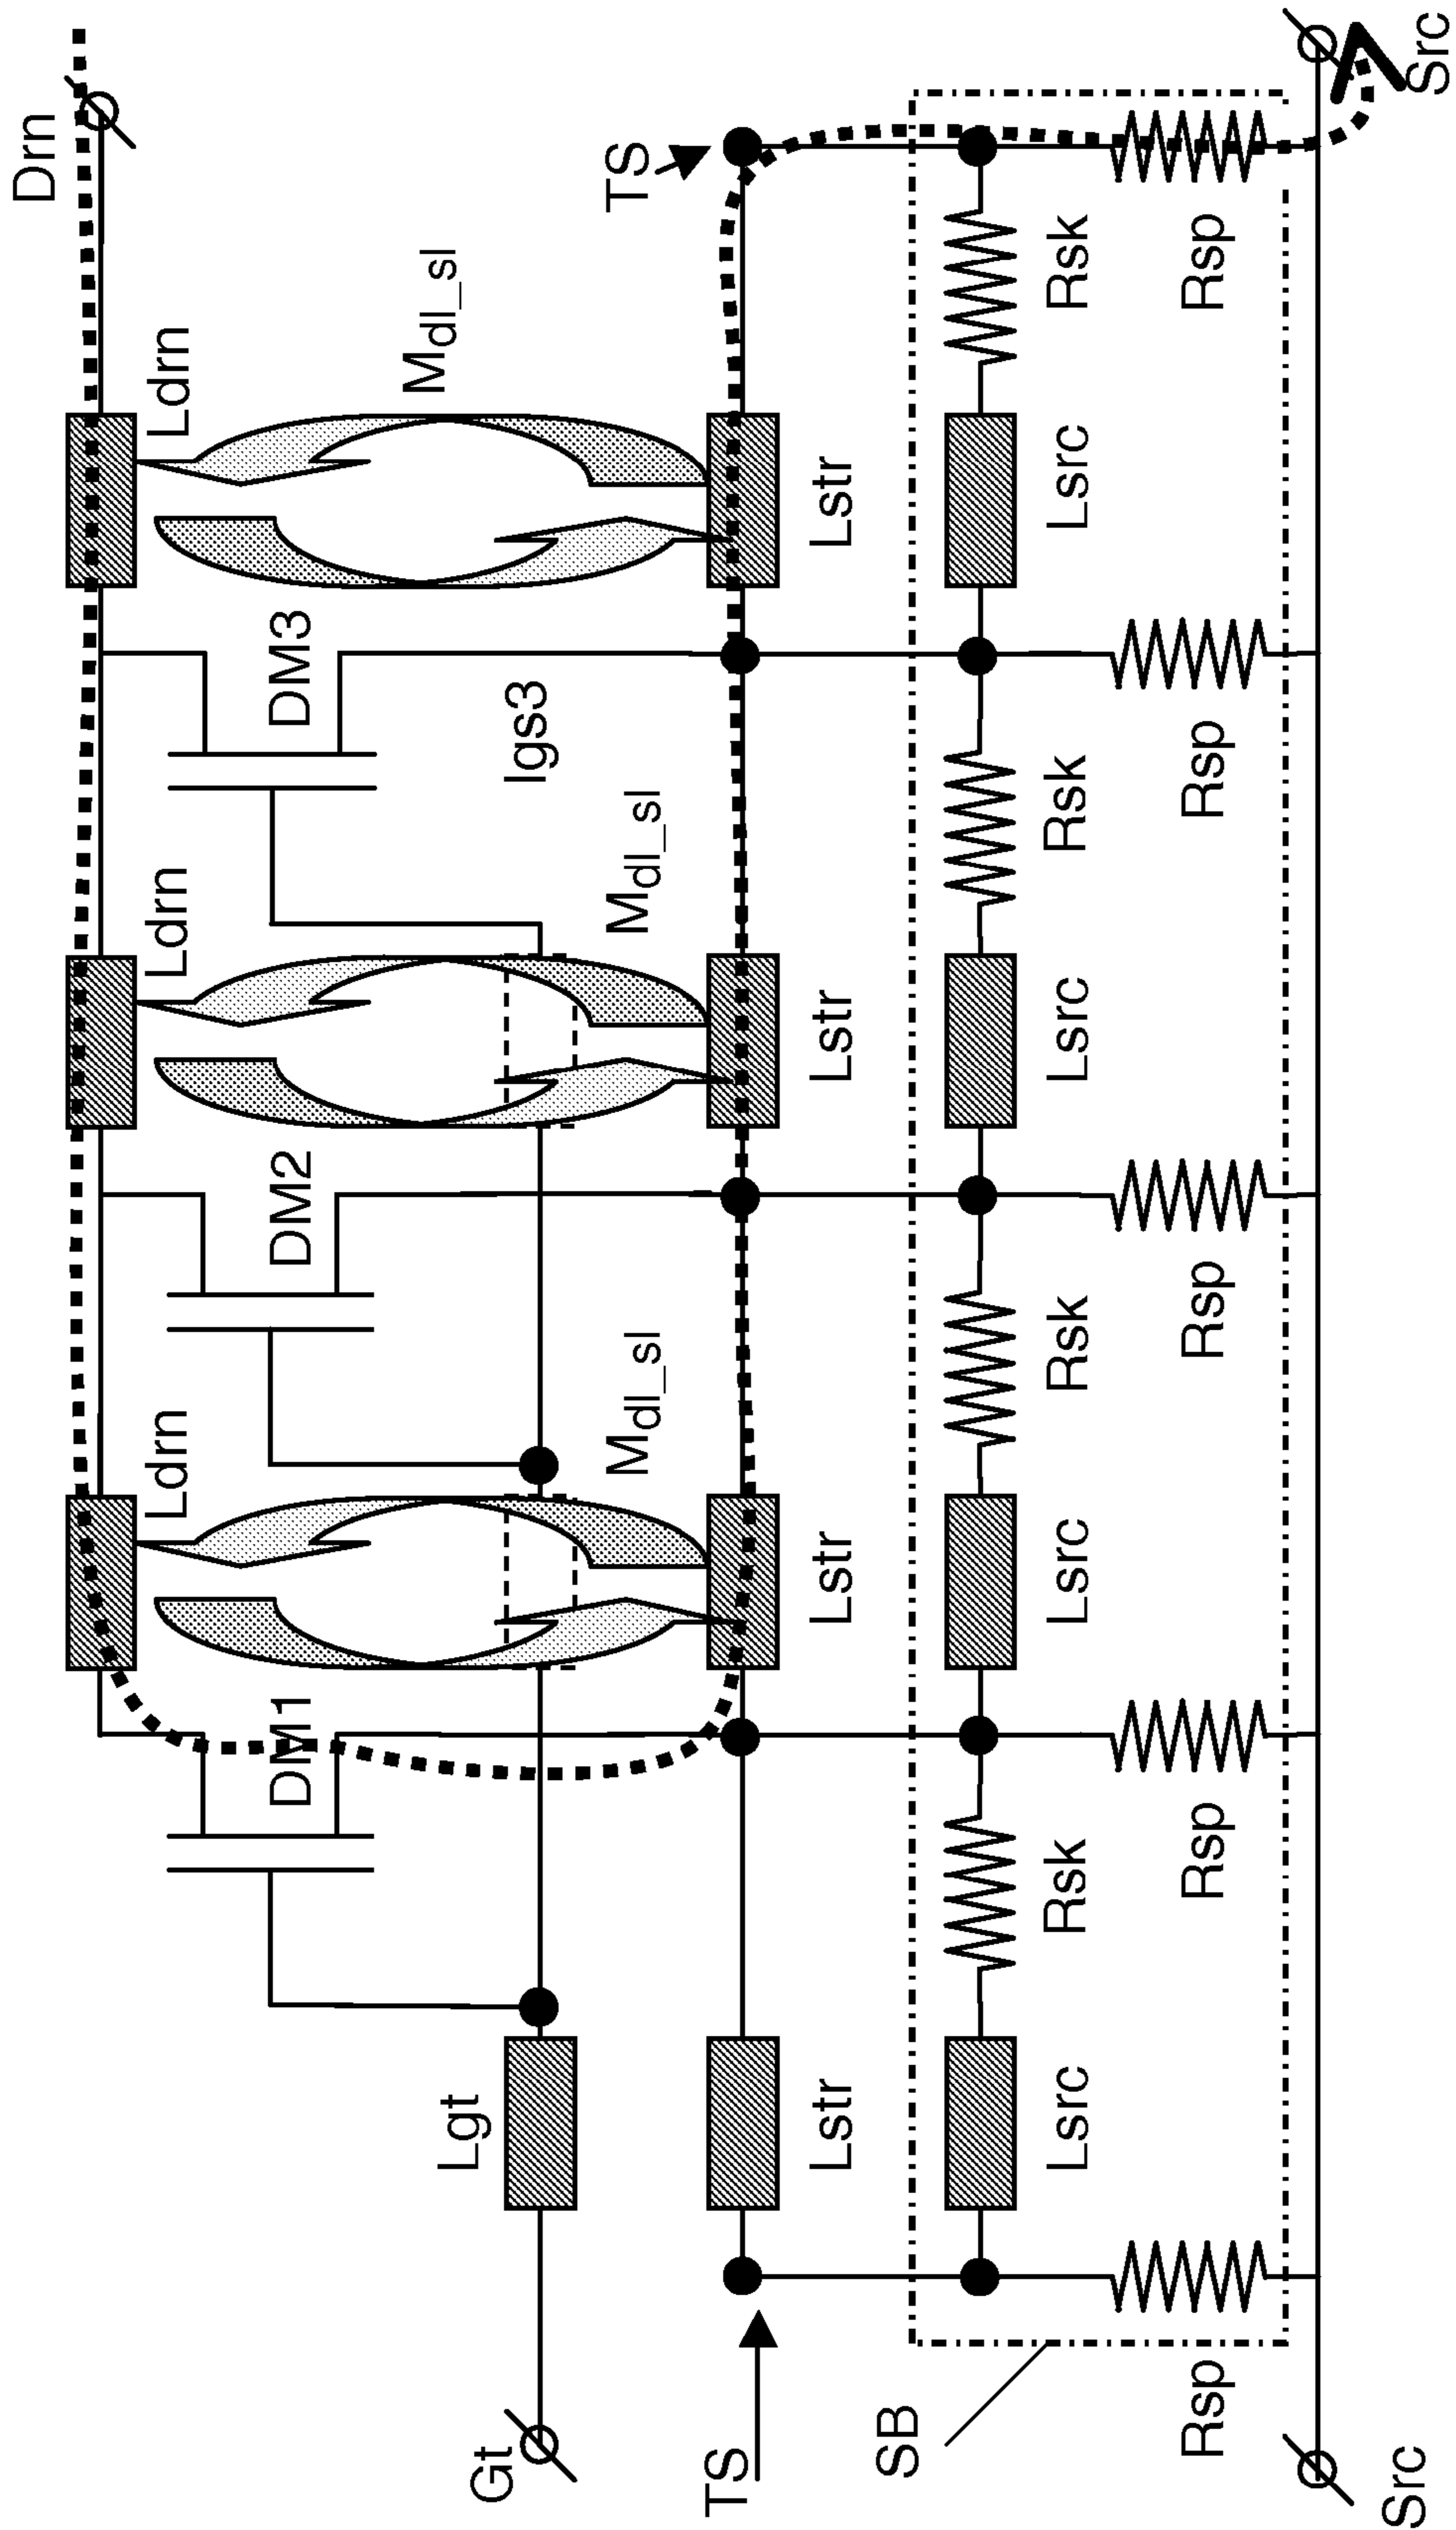 Drn
Ldrn
Ldrn
Ldrn
DM1
DM2
DM3
Mdl_sl
Lgt
Gt
Igs3
Mdl_sl
Mdl_sl
TS
TS
Lstr
Lstr
Lstr
Lstr
SB
Lsrc
Rsk
Lsrc
Rsk
Lsrc
Rsk
Lsrc
Rsk
Rsp
Rsp
Rsp
Rsp
Rsp
Src
Src